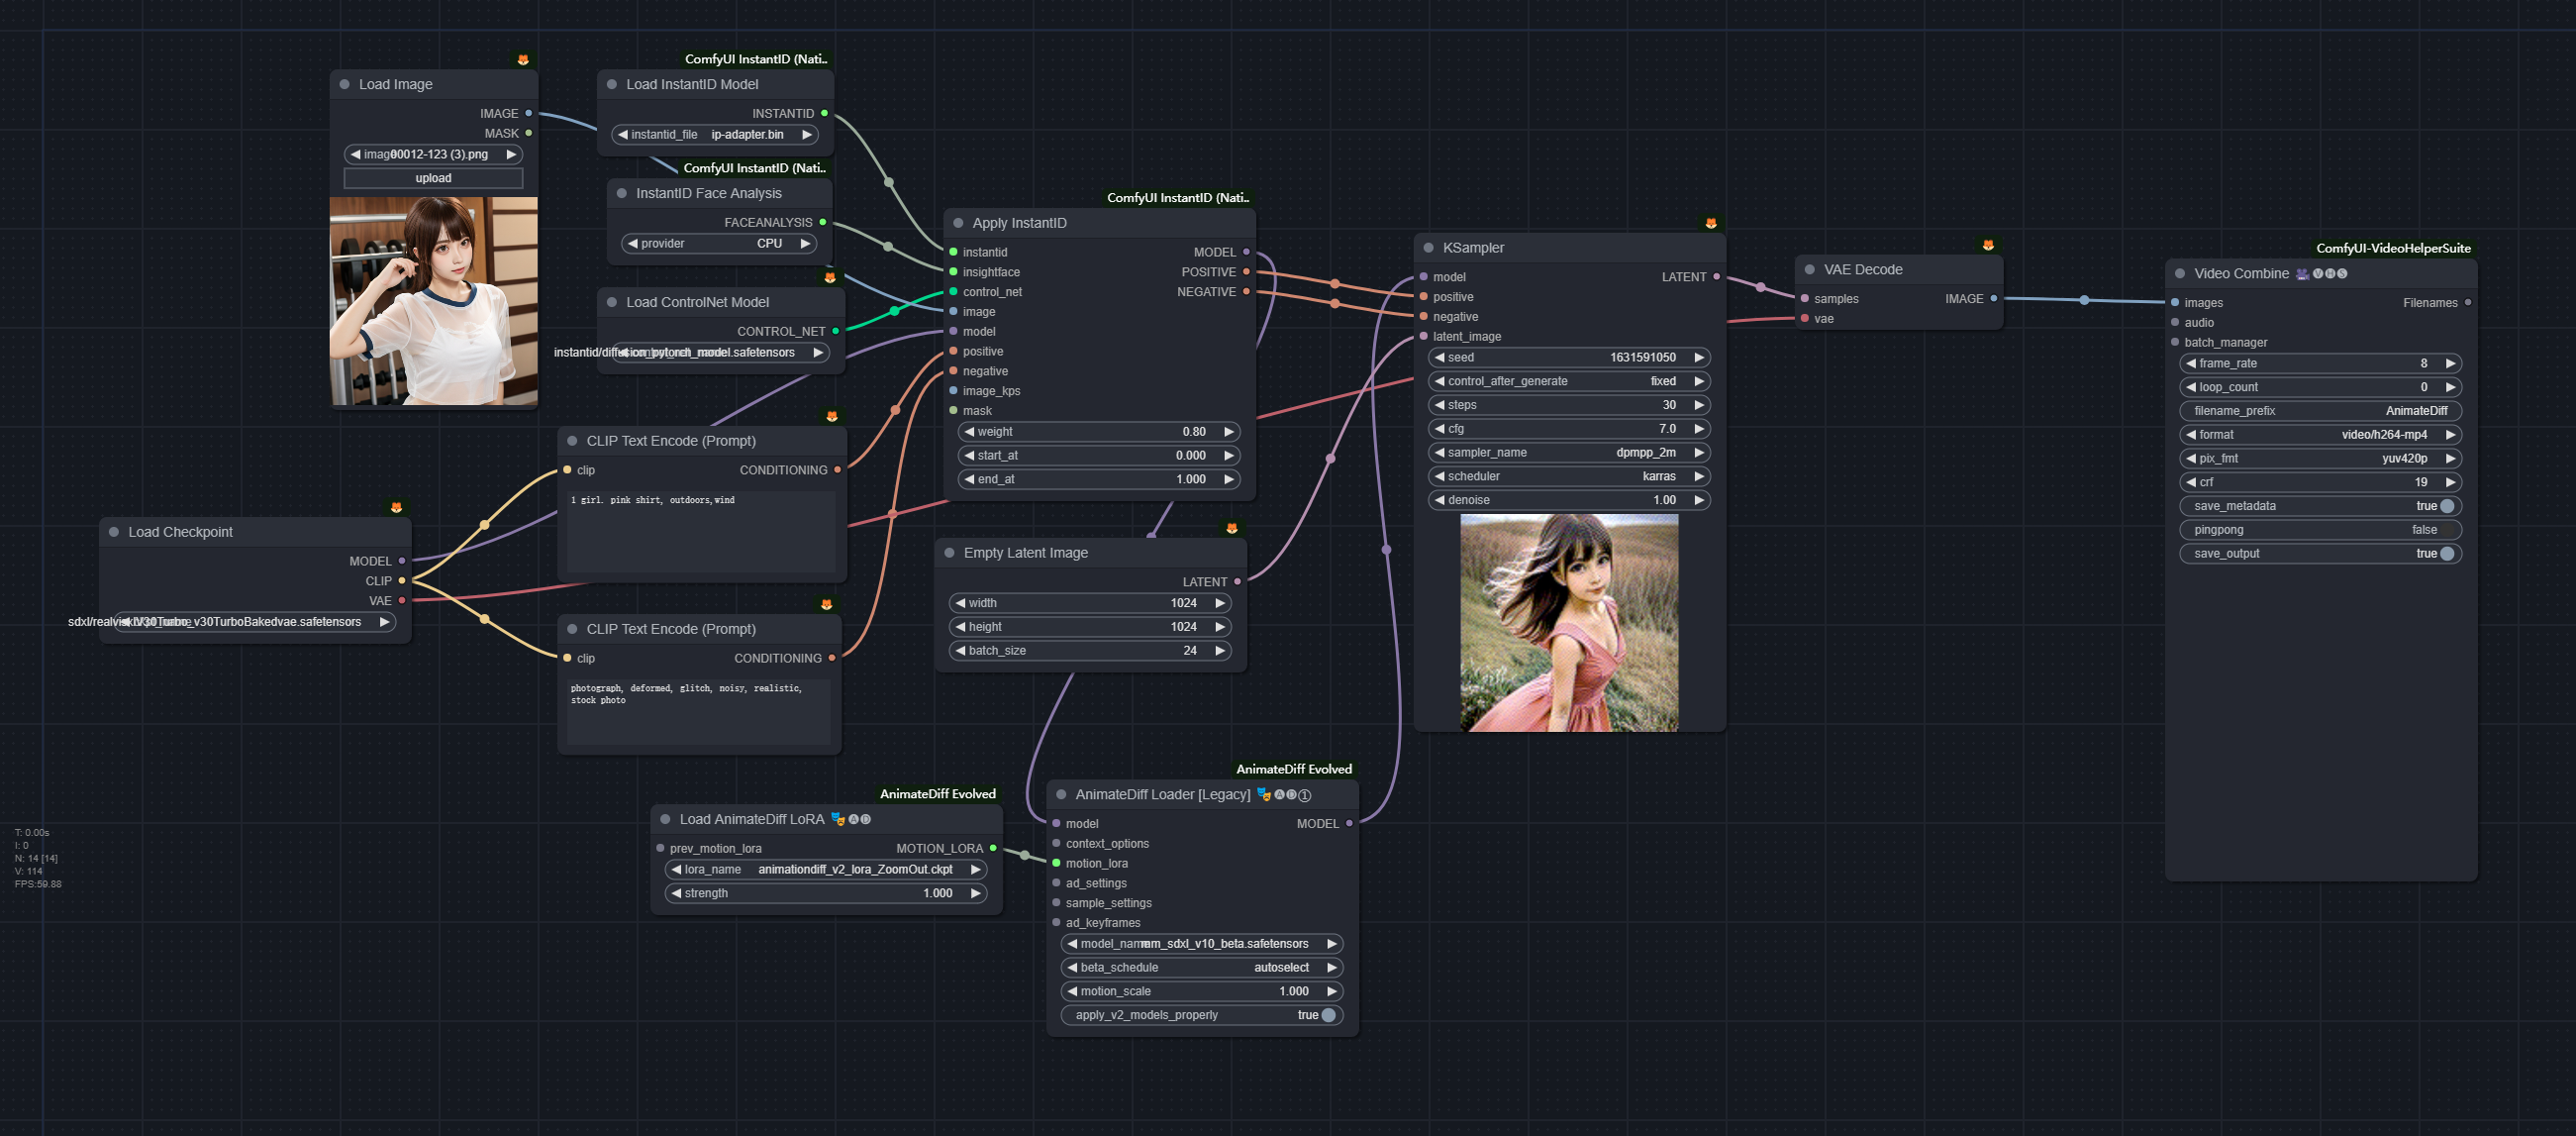 Load Image
IMAGE
MASK
00012-123 (3).png
upload
ComfyUI InstantID (Nati..
Load InstantID Model
INSTANTID
instantid_file ip-adapter.bin
ComfyUI InstantID (Nati..
InstantID Face Analysis
FACEANALYSIS
provider CPU
Load ControlNet Model
CONTROL_NET
Load Checkpoint
MODEL
CLIP
VAE
CLIP Text Encode (Prompt)
clip CONDITIONING
1 girl. pink shirt, outdoors,wind
CLIP Text Encode (Prompt)
clip CONDITIONING
photograph, deformed, glitch, noisy, realistic,
stock photo
ComfyUI InstantID (Nati..
Apply InstantID
instantid MODEL
insightface POSITIVE
control_net NEGATIVE
image
model
positive
negative
image_kps
mask
weight 0.80
start_at 0.000
end_at 1.000
Empty Latent Image
LATENT
width 1024
height 1024
batch_size 24
AnimateDiff Evolved
Load AnimateDiff LoRA 🅐🅓
prev_motion_lora MOTION_LORA
lora_name animationdiff_v2_lora_ZoomOut.ckpt
strength 1.000
AnimateDiff Evolved
AnimateDiff Loader [Legacy] 🅐🅓①
model MODEL
context_options
motion_lora
ad_settings
sample_settings
ad_keyframes
mm_sdxl_v10_beta.safetensors
beta_schedule autoselect
motion_scale 1.000
apply_v2_models_properly true
KSampler
model LATENT
positive
negative
latent_image
seed 1631591050
control_after_generate fixed
steps 30
cfg 7.0
sampler_name dpmpp_2m
scheduler karras
denoise 1.00
VAE Decode
samples IMAGE
vae
ComfyUI-VideoHelperSuite
Video Combine 🅥🅗🅢
images Filenames
audio
batch_manager
frame_rate 8
loop_count 0
filename_prefix AnimateDiff
format video/h264-mp4
pix_fmt yuv420p
crf 19
save_metadata true
pingpong false
save_output true
T: 0.00s
I: 0
N: 14 [14]
V: 114
FPS:59.88